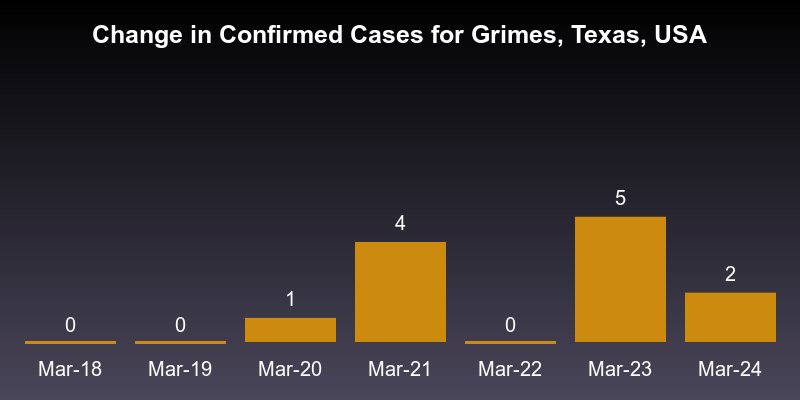 Change in Confirmed Cases for Grimes, Texas, USA
0 0 1 4 0 5 2
Mar-18 Mar-19 Mar-20 Mar-21 Mar-22 Mar-23 Mar-24